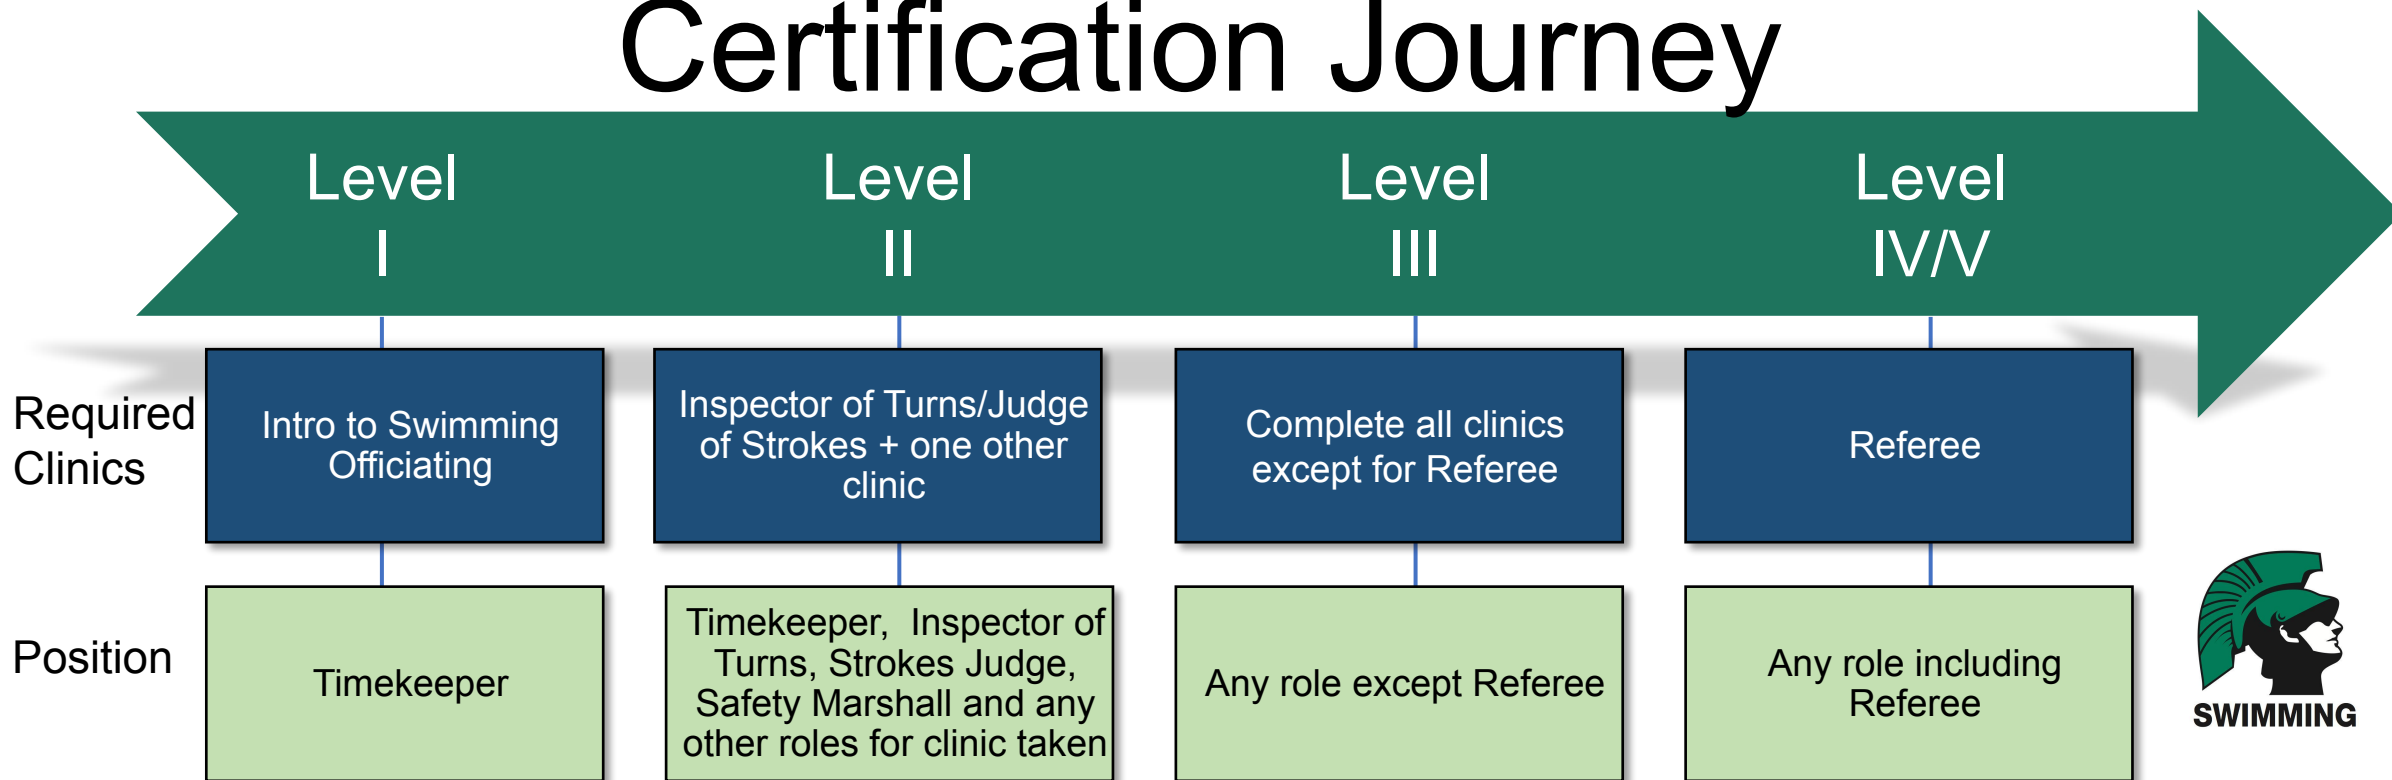 Certification Journey
Level
I
Level
II
Level
III
Level
IV/V
Required
Clinics
Intro to Swimming
Officiating
Inspector of Turns/Judge
of Strokes + one other
clinic
Complete all clinics
except for Referee
Referee
Position
Timekeeper
Timekeeper,  Inspector of
Turns, Strokes Judge,
Safety Marshall and any
other roles for clinic taken
Any role except Referee
Any role including
Referee
SWIMMING